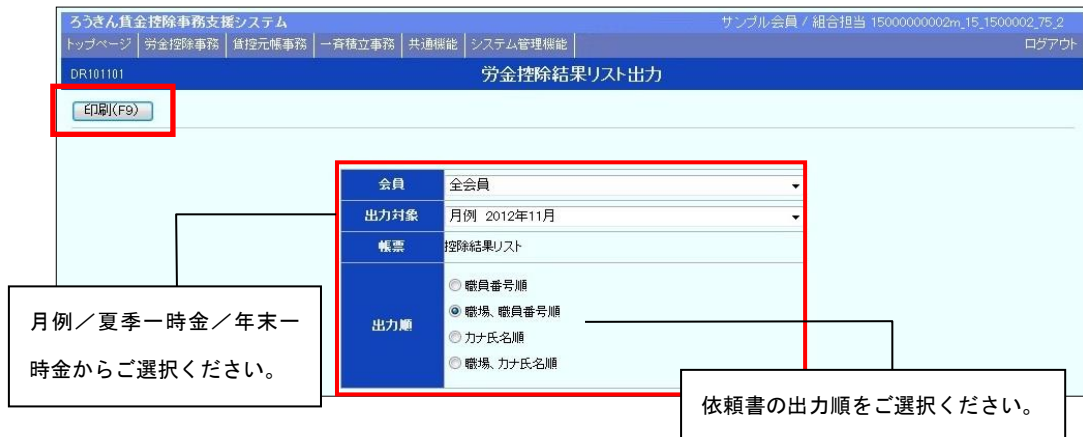 ろうきん賃金控除事務支援システム サンプル会員 / 組合担当 15000000002m_15_1500002_75_2
トップページ 労金控除事務 賃控元帳事務 一斉積立事務 共通機能 システム管理機能 ログアウト
DR101101 労金控除結果リスト出力
印刷(F9)
会員 全会員
出力対象 月例 2012年11月
帳票 控除結果リスト
出力順
職員番号順
職場、職員番号順
カナ氏名順
職場、カナ氏名順
月例／夏季一時金／年末一
時金からご選択ください。
依頼書の出力順をご選択ください。